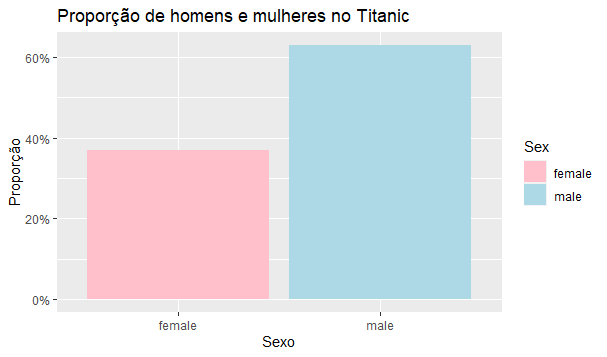 Proporção de homens e mulheres no Titanic
Proporção
60%
40%
20%
0%
female
male
Sexo
Sex
female
male